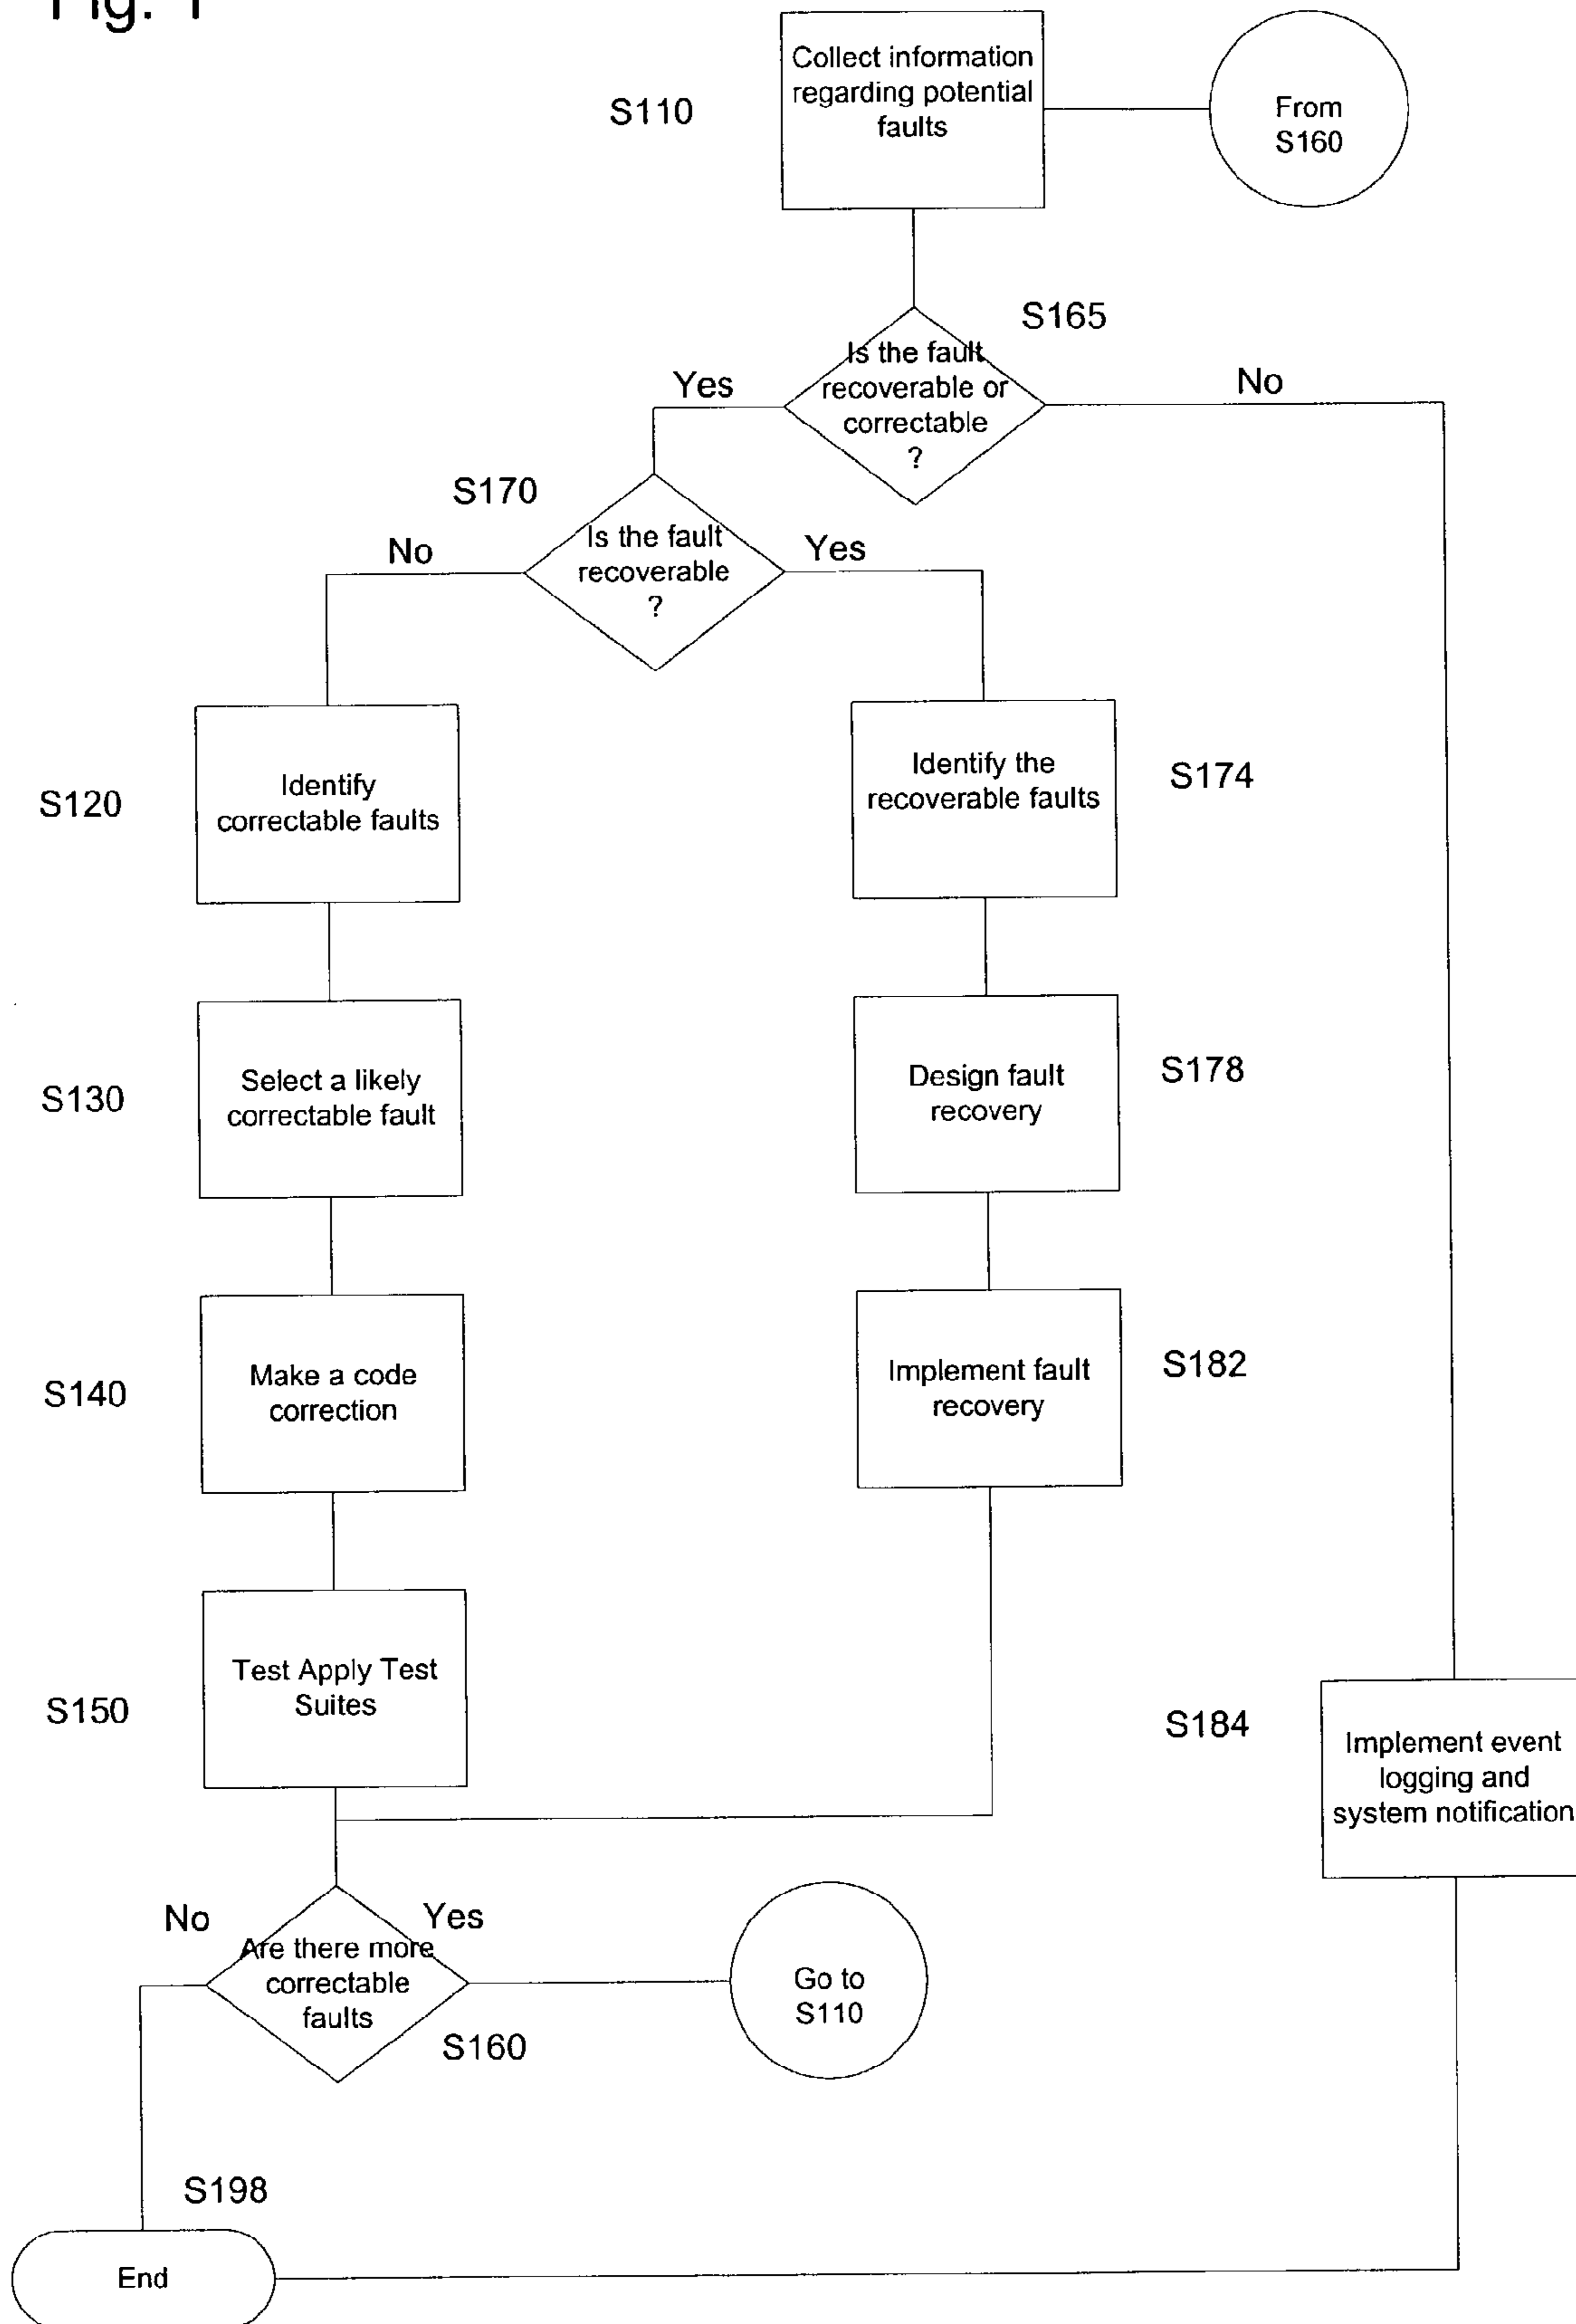 Fig. 1
Collect information
regarding potential
faults
S110
From
S160
S165
Is the fault
recoverable or
correctable
?
Yes
No
S170
Is the fault
recoverable
?
No
Yes
Identify
correctable faults
S120
Identify the
recoverable faults
S174
Select a likely
correctable fault
S130
Design fault
recovery
S178
Make a code
correction
S140
Implement fault
recovery
S182
Test Apply Test
Suites
S150
S184
Implement event
logging and
system notification
No
Yes
Are there more
correctable
faults
S160
Go to
S110
S198
End